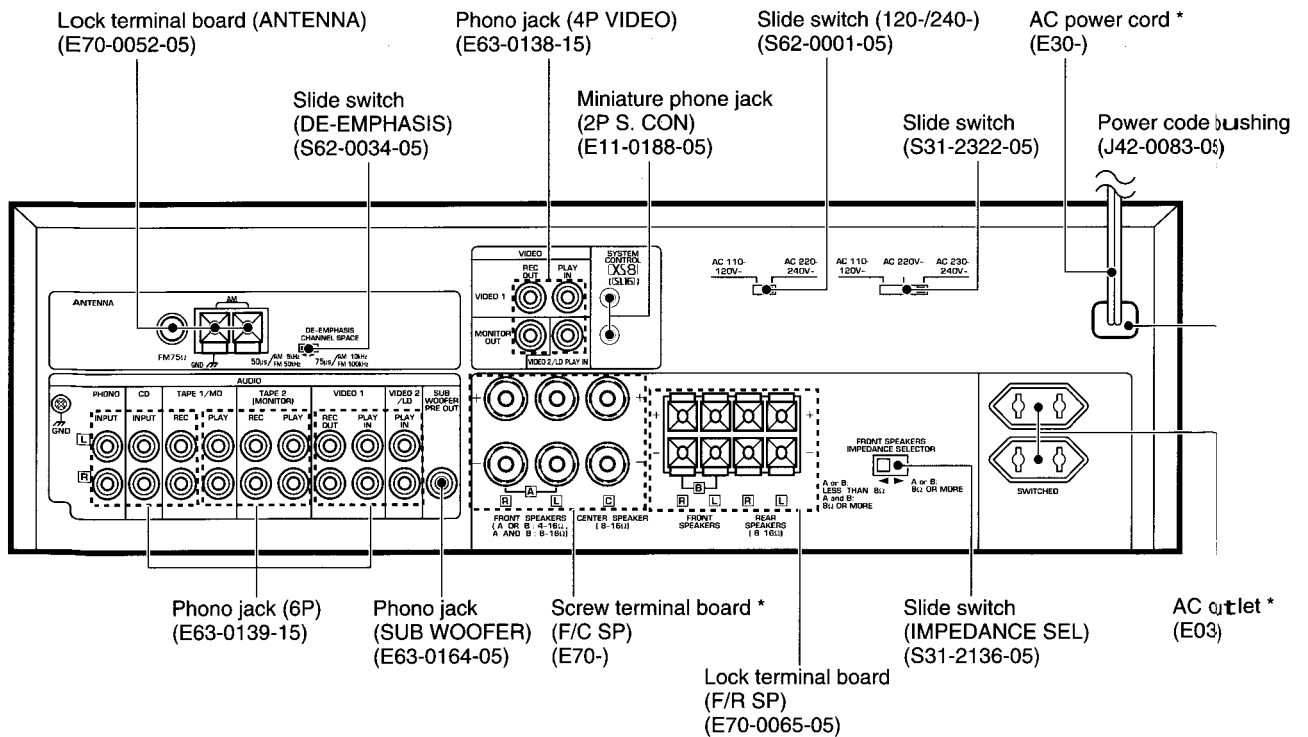 Lock terminal board (ANTENNA)
(E70-0052-05)
Phono jack (4P VIDEO)
(E63-0138-15)
Slide switch (120-/240-)
(S62-0001-05)
AC power cord *
(E30-)
Slide switch
(DE-EMPHASIS)
(S62-0034-05)
Miniature phone jack
(2P S. CON)
(E11-0188-05)
Slide switch
(S31-2322-05)
Power code bushing
(J42-0083-05)
VIDEO
REC OUT
PLAY IN
VIDEO 1
MONITOR OUT
VIDEO 2/LD PLAY IN
SYSTEM
CONTROL
XS8
(SL16)
AC 110-
120V~
AC 220-
240V~
AC 110-
120V~
AC 220V~
AC 230-
240V~
ANTENNA
AM
FM75Ω
GND
DE-EMPHASIS
CHANNEL SPACE
50µs/AM 9kHz
FM 50kHz
75µs/AM 10kHz
FM 100kHz
AUDIO
PHONO
CD
TAPE 1/MD
TAPE 2
(MONITOR)
VIDEO 1
VIDEO 2
/LD
SUB
WOOFER
PRE OUT
GND
INPUT
INPUT
REC
PLAY
REC
PLAY
REC OUT
PLAY IN
PLAY IN
L
R
+ +
- -
A
R L C
FRONT SPEAKERS
( A OR B : 4-16Ω,
A AND B : 8-16Ω)
CENTER SPEAKER
(8-16Ω)
+ +
- -
B
R L R L
FRONT
SPEAKERS
REAR
SPEAKERS
(8-16Ω)
FRONT SPEAKERS
IMPEDANCE SELECTOR
A or B:
LESS THAN 8Ω
A and B:
8Ω OR MORE
A or B:
8Ω OR MORE
SWITCHED
Phono jack (6P)
(E63-0139-15)
Phono jack
(SUB WOOFER)
(E63-0164-05)
Screw terminal board *
(F/C SP)
(E70-)
Lock terminal board
(F/R SP)
(E70-0065-05)
Slide switch
(IMPEDANCE SEL)
(S31-2136-05)
AC outlet *
(E03)